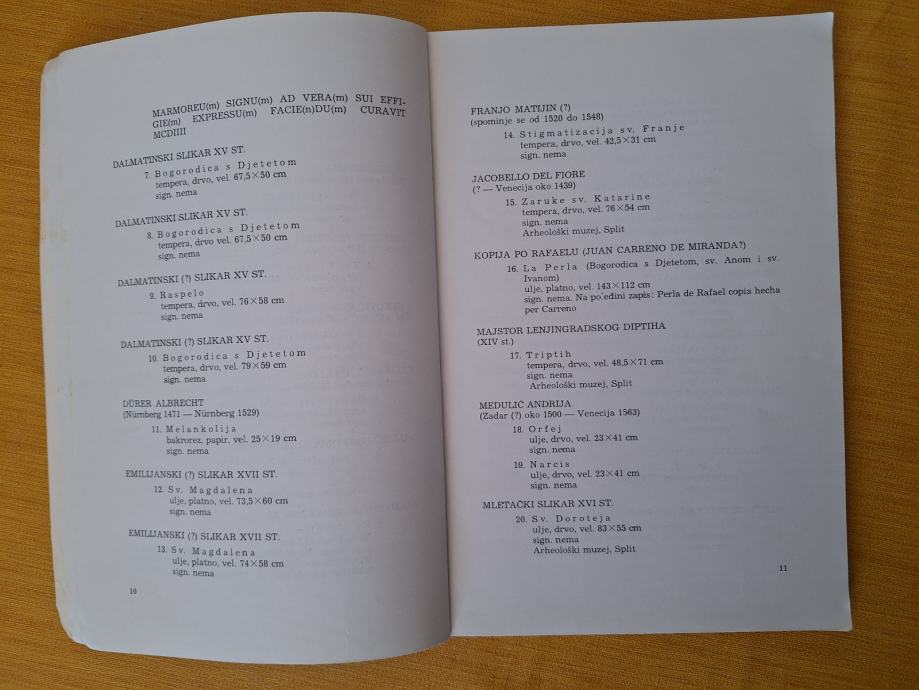 MARMOREU(m) SIGNU(m) AD VERA(m) SUI EFFI-
GIE(m) EXPRESSU(m) FACIE(n)DU(m) CURAVIT
MCDIIII
DALMATINSKI SLIKAR XV ST.
7. Bogorodica s Djetetom
tempera, drvo, vel. 67,5×50 cm
sign. nema
DALMATINSKI SLIKAR XV ST.
8. Bogorodica s Djetetom
tempera, drvo vel. 67,5×50 cm
sign. nema
DALMATINSKI (?) SLIKAR XV ST.
9. Raspelo
tempera, drvo, vel. 76×58 cm
sign. nema
DALMATINSKI (?) SLIKAR XV ST.
10. Bogorodica s Djetetom
tempera, drvo, vel. 79×59 cm
sign. nema
DÜRER ALBRECHT
(Nürnberg 1471 — Nürnberg 1529)
11. Melankolija
bakrorez, papir, vel. 25×19 cm
sign. nema
EMILIJANSKI (?) SLIKAR XVII ST.
12. Sv. Magdalena
ulje, platno, vel. 73,5×60 cm
sign. nema
EMILIJANSKI (?) SLIKAR XVII ST.
13. Sv. Magdalena
ulje, platno, vel. 74×58 cm
sign. nema
10
FRANJO MATIJIN (?)
(spominje se od 1520 do 1548)
14. Stigmatizacija sv. Franje
tempera, drvo, vel. 42,5×31 cm
sign. nema
JACOBELLO DEL FIORE
(? — Venecija oko 1439)
15. Zaruke sv. Katarine
tempera, drvo, vel. 76×54 cm
sign. nema
Arheološki muzej, Split
KOPIJA PO RAFAELU (JUAN CARRENO DE MIRANDA?)
16. La Perla (Bogorodica s Djetetom, sv. Anom i sv.
Ivanom)
ulje, platno, vel. 143×112 cm
sign. nema. Na poleđini zapis: Perla de Rafael copia hecha
per Carreno
MAJSTOR LENJINGRADSKOG DIPTIHA
(XIV st.)
17. Triptih
tempera, drvo, vel. 48,5×71 cm
sign. nema
Arheološki muzej, Split
MEDULIĆ ANDRIJA
(Zadar (?) oko 1500 — Venecija 1563)
18. Orfej
ulje, drvo, vel. 23×41 cm
sign. nema
19. Narcis
ulje, drvo, vel. 23×41 cm
sign. nema
MLETAČKI SLIKAR XVI ST.
20. Sv. Doroteja
ulje, drvo, vel. 83×55 cm
sign. nema
Arheološki muzej, Split
11